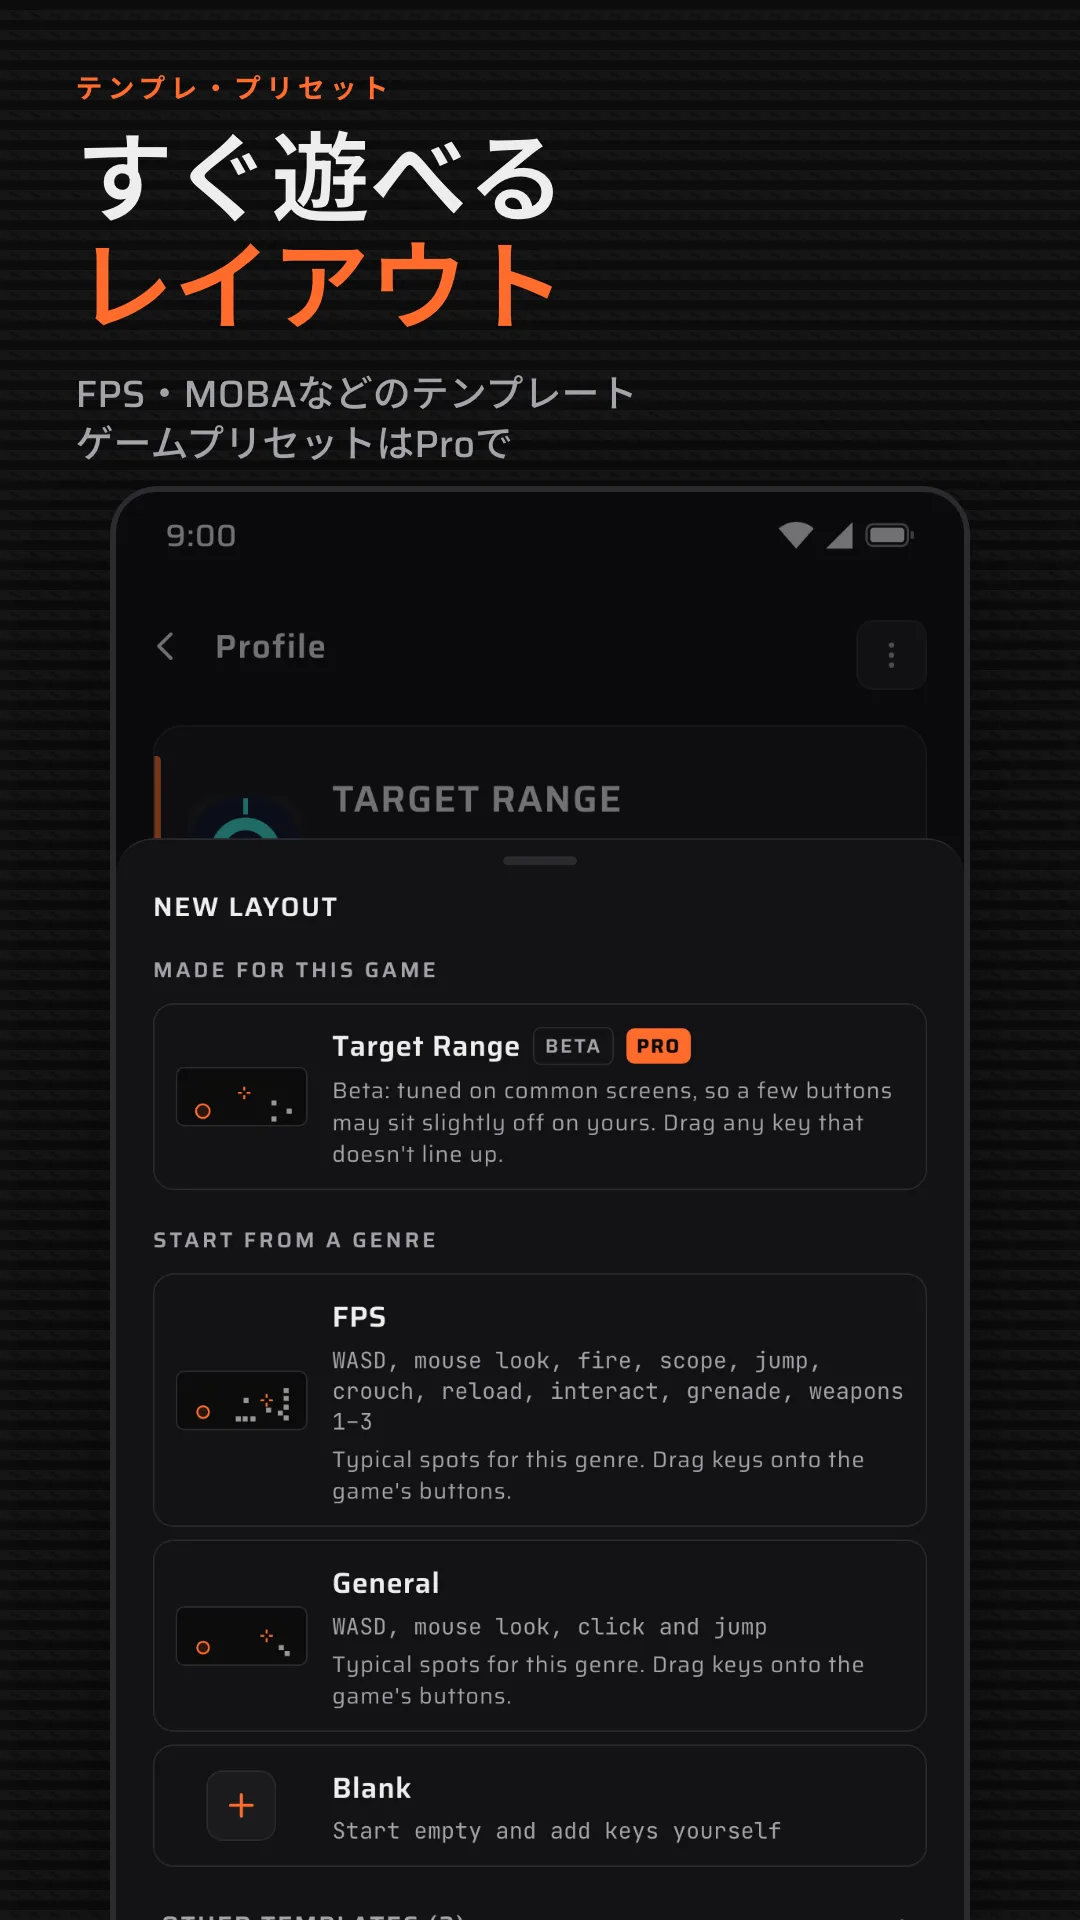 テンプレ・プリセット
すぐ遊べる
レイアウト
FPS・MOBAなどのテンプレート
ゲームプリセットはProで
9:00
Profile
TARGET RANGE
NEW LAYOUT
MADE FOR THIS GAME
Target Range BETA PRO
Beta: tuned on common screens, so a few buttons
may sit slightly off on yours. Drag any key that
doesn't line up.
START FROM A GENRE
FPS
WASD, mouse look, fire, scope, jump,
crouch, reload, interact, grenade, weapons
1–3
Typical spots for this genre. Drag keys onto the
game's buttons.
General
WASD, mouse look, click and jump
Typical spots for this genre. Drag keys onto the
game's buttons.
Blank
Start empty and add keys yourself
OTHER TEMPLATES